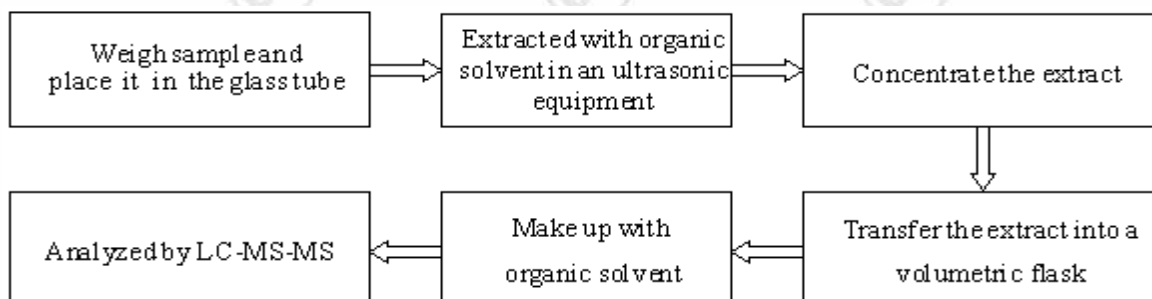 Weigh sample and
place it in the glass tube
Extracted with organic
solvent in an ultrasonic
equipment
Concentrate the extract
Transfer the extract into a
volumetric flask
Make up with
organic solvent
Analyzed by LC-MS-MS